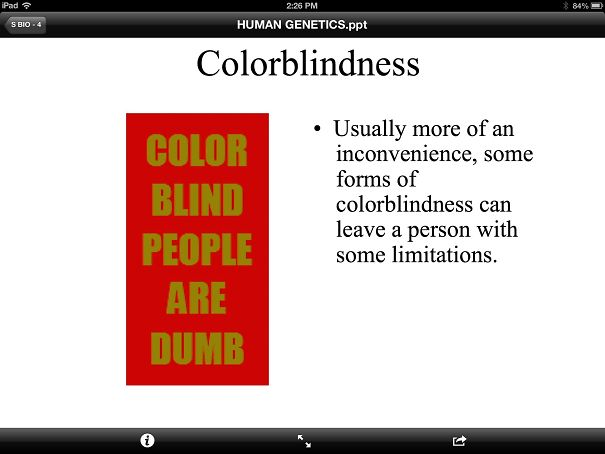 iPad 2:26 PM 84%
S BIO - 4 HUMAN GENETICS.ppt
Colorblindness
COLOR
BLIND
PEOPLE
ARE
DUMB
• Usually more of an
inconvenience, some
forms of
colorblindness can
leave a person with
some limitations.